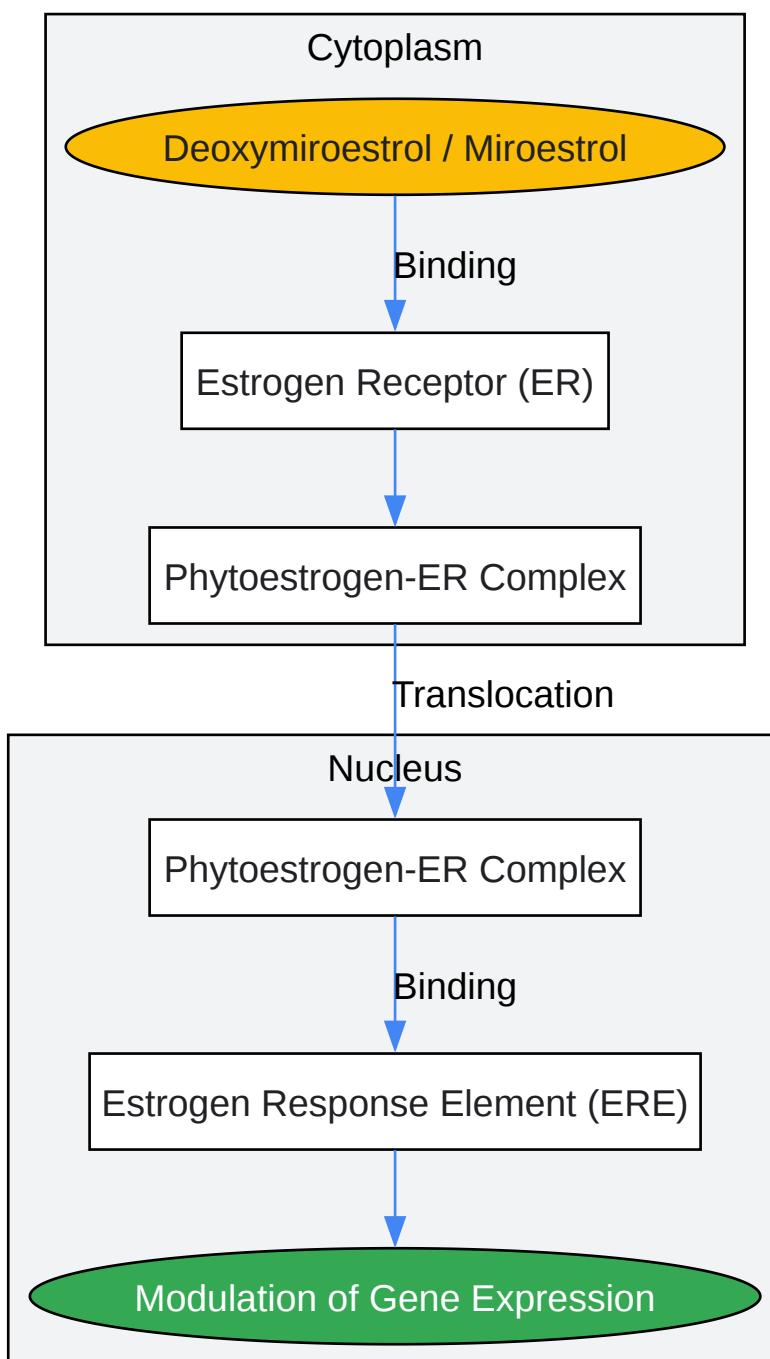 Cytoplasm
Deoxymiroestrol / Miroestrol
Binding
Estrogen Receptor (ER)
Phytoestrogen-ER Complex
Translocation
Nucleus
Phytoestrogen-ER Complex
Binding
Estrogen Response Element (ERE)
Modulation of Gene Expression